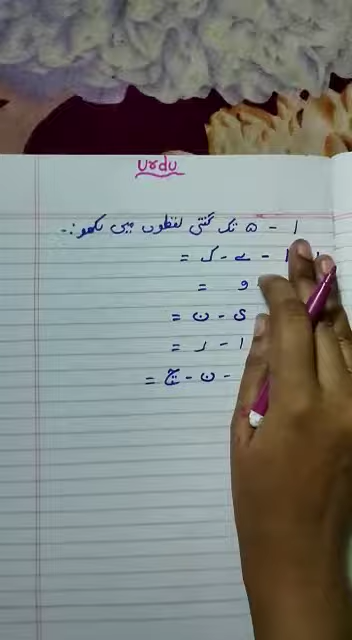 Urdu
۱ - ۵ تک گنتی لفظوں میں لکھو:-
ا - ے - ک =
و =
ی - ن =
ا - ر =
- ن - چ =